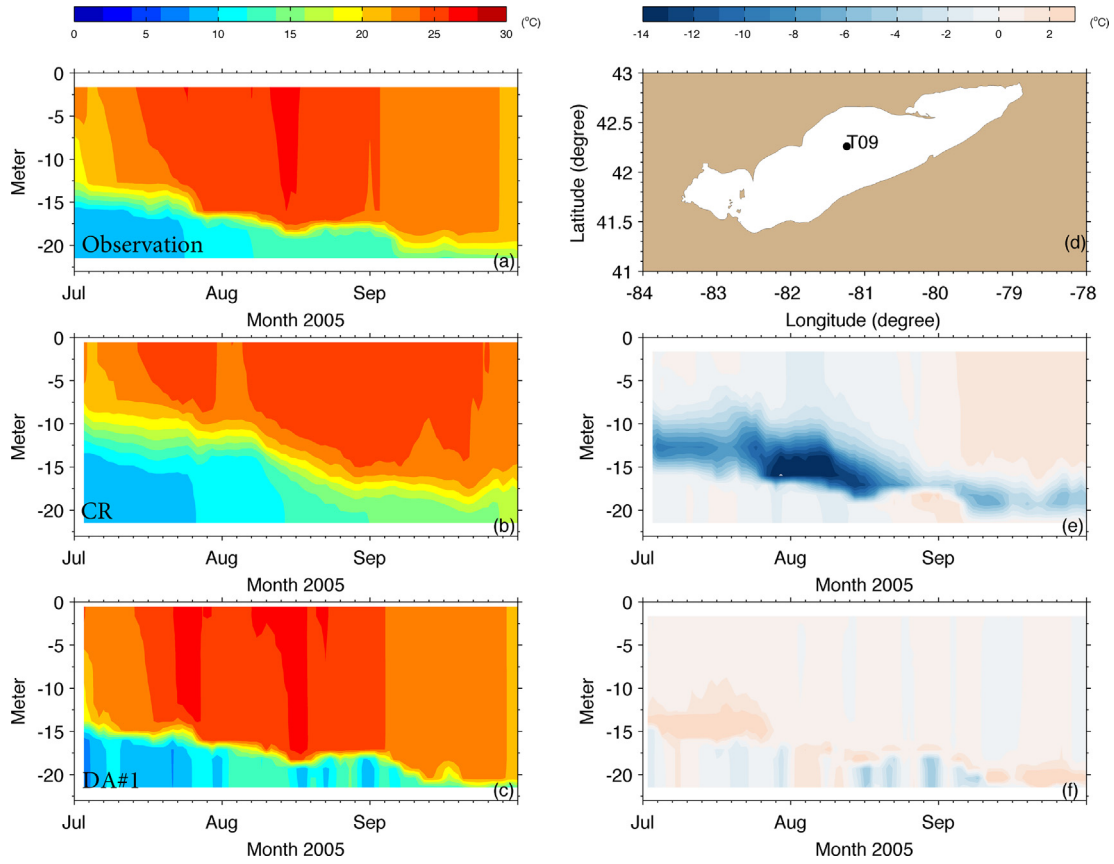 (°C)
0 5 10 15 20 25 30
(°C)
-14 -12 -10 -8 -6 -4 -2 0 2
0
-5
-10
-15
-20
Meter
Observation
(a)
Jul Aug Sep
Month 2005
43
42.5
42
41.5
41
Latitude (degree)
T09
(d)
-84 -83 -82 -81 -80 -79 -78
Longitude (degree)
0
-5
-10
-15
-20
Meter
CR
(b)
Jul Aug Sep
Month 2005
0
-5
-10
-15
-20
Meter
(e)
Jul Aug Sep
Month 2005
0
-5
-10
-15
-20
Meter
DA#1
(c)
Jul Aug Sep
Month 2005
0
-5
-10
-15
-20
Meter
(f)
Jul Aug Sep
Month 2005